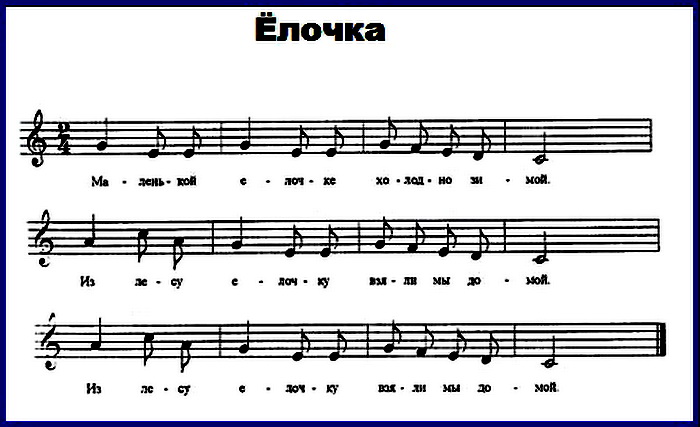 Ёлочка
2
4
Ма - лень - кой е - лоч - ке хо - лод - но зи - мой.
Из ле - су е - лоч - ку взя - ли мы до - мой.
Из ле - су е - лоч - ку взя - ли мы до - мой.